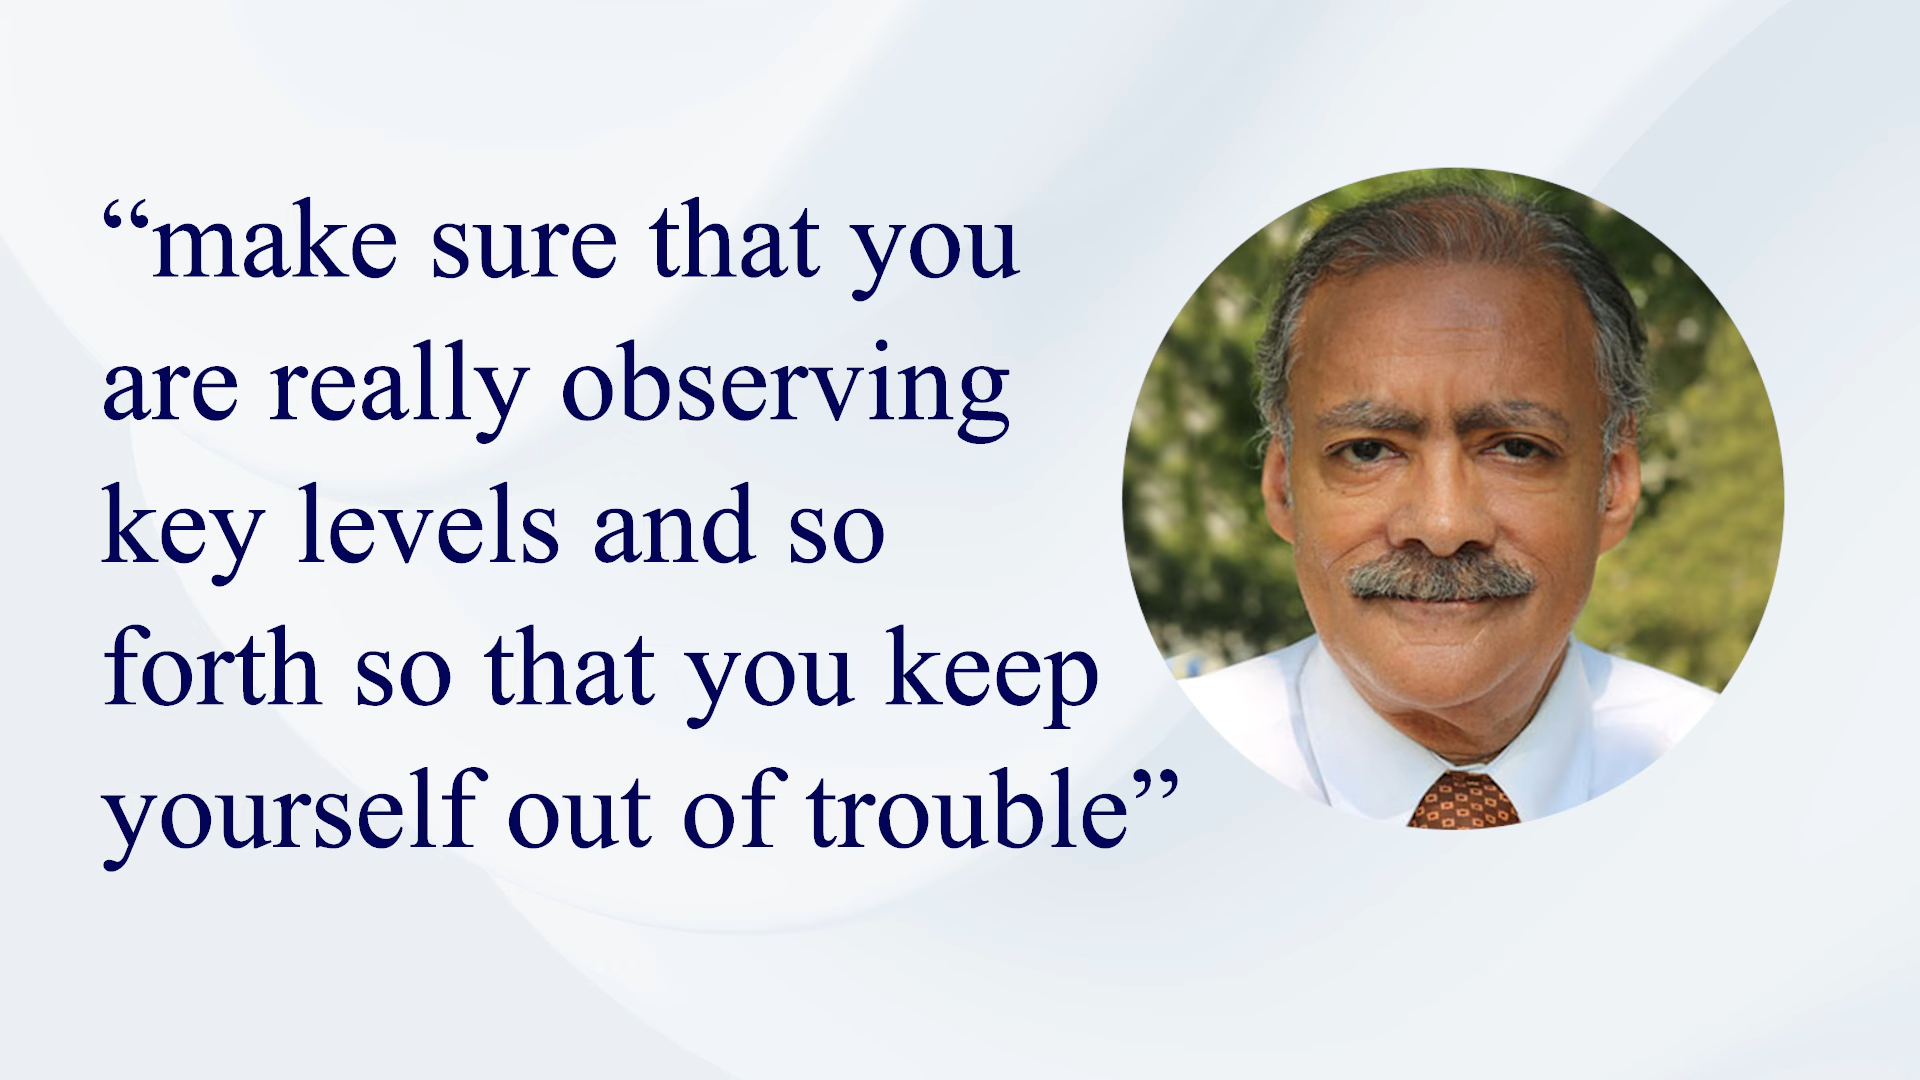 “make sure that you
are really observing
key levels and so
forth so that you keep
yourself out of trouble”